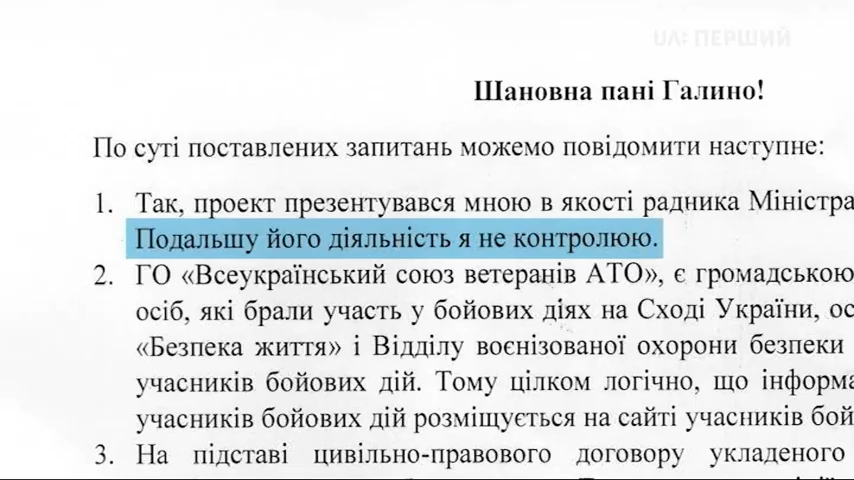 UA: ПЕРШИЙ
Шановна пані Галино!
По суті поставлених запитань можемо повідомити наступне:
1. Так, проект презентувався мною в якості радника Міністра
Подальшу його діяльність я не контролюю.
2. ГО «Всеукраїнський союз ветеранів АТО», є громадською
осіб, які брали участь у бойових діях на Сході України, ос
«Безпека життя» і Відділу воєнізованої охорони безпеки
учасників бойових дій. Тому цілком логічно, що інформа
учасників бойових дій розміщується на сайті учасників бой
3. На підставі цивільно-правового договору укладеного